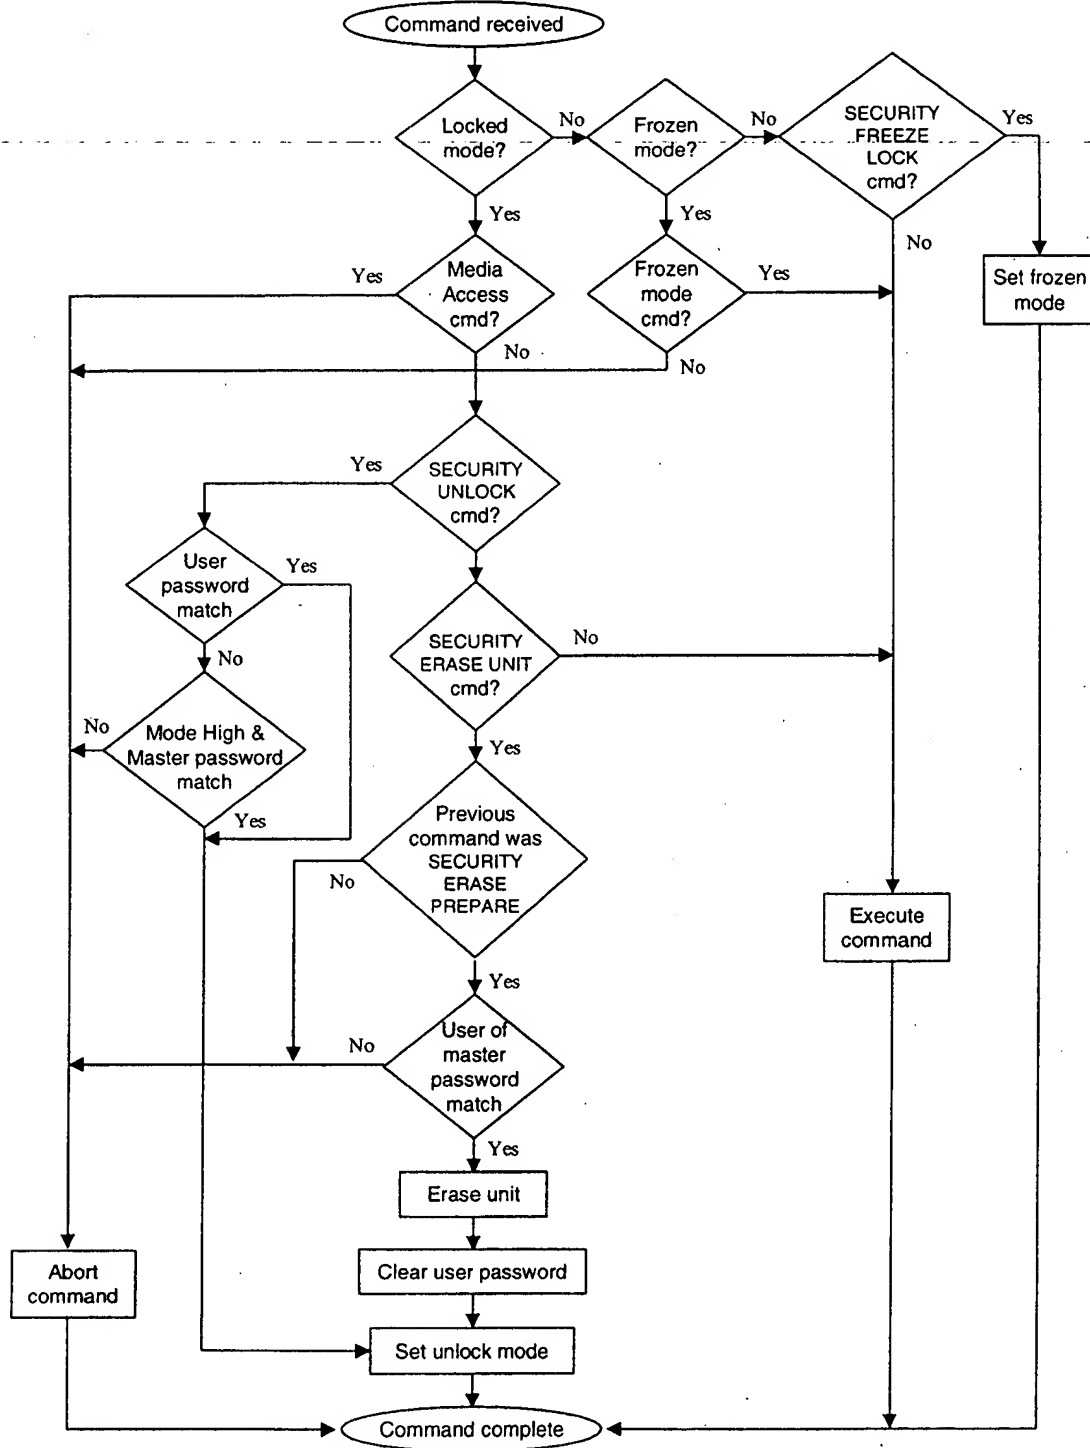 Command received
Locked
mode?
No
Frozen
mode?
No
SECURITY
FREEZE
LOCK
cmd?
Yes
Yes
Yes
No
Yes
Media
Access
cmd?
Frozen
mode
cmd?
Yes
Set frozen
mode
No
No
Yes
SECURITY
UNLOCK
cmd?
User
password
match
Yes
No
SECURITY
ERASE UNIT
cmd?
No
No
Mode High &
Master password
match
Yes
Yes
Previous
command was
SECURITY
ERASE
PREPARE
No
Execute
command
Yes
No
User of
master
password
match
Yes
Erase unit
Abort
command
Clear user password
Set unlock mode
Command complete